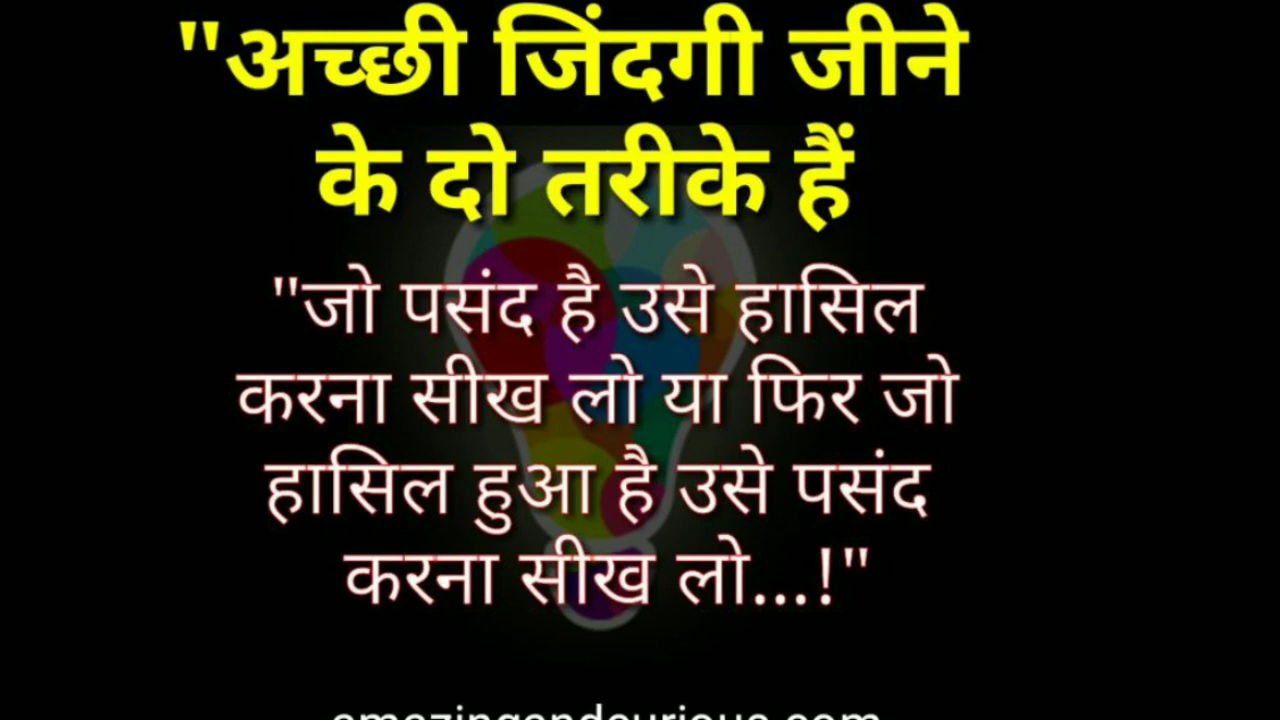 "अच्छी जिंदगी जीने
के दो तरीके हैं
"जो पसंद है उसे हासिल
करना सीख लो या फिर जो
हासिल हुआ है उसे पसंद
करना सीख लो...!"
amazingandcurious.com